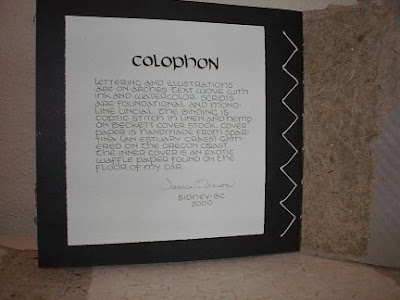 COLOPHON
LETTERING AND ILLUSTRATIONS
ARE ON ARCHES TEXT WOVE WITH
INK AND WATERCOLOR. SCRIPTS
ARE FOUNDATIONAL AND MONO-
LINE UNCIAL. THE BINDING IS
COPTIC STITCH IN LINEN AND HEMP
ON BECKETT COVER STOCK. COVER
PAPER IS HANDMADE FROM SPAR-
TINA (AN ESTUARY GRASS) GATH-
ERED ON THE OREGON COAST
THE INNER COVER IS AN EXOTIC
WAFFLE PAPER FOUND ON THE
FLOOR OF MY CAR
Janice
SIDNEY·BC
2000